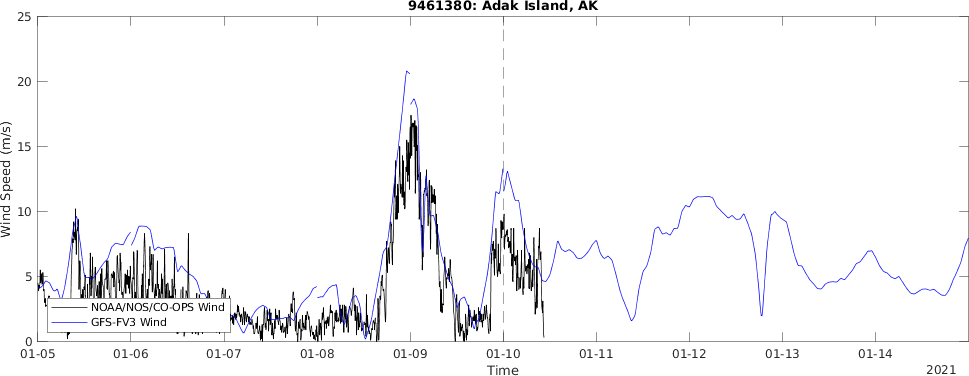 9461380: Adak Island, AK
25
20
15
10
5
0
Wind Speed (m/s)
NOAA/NOS/CO-OPS Wind
GFS-FV3 Wind
01-05 01-06 01-07 01-08 01-09 01-10 01-11 01-12 01-13 01-14
Time
2021